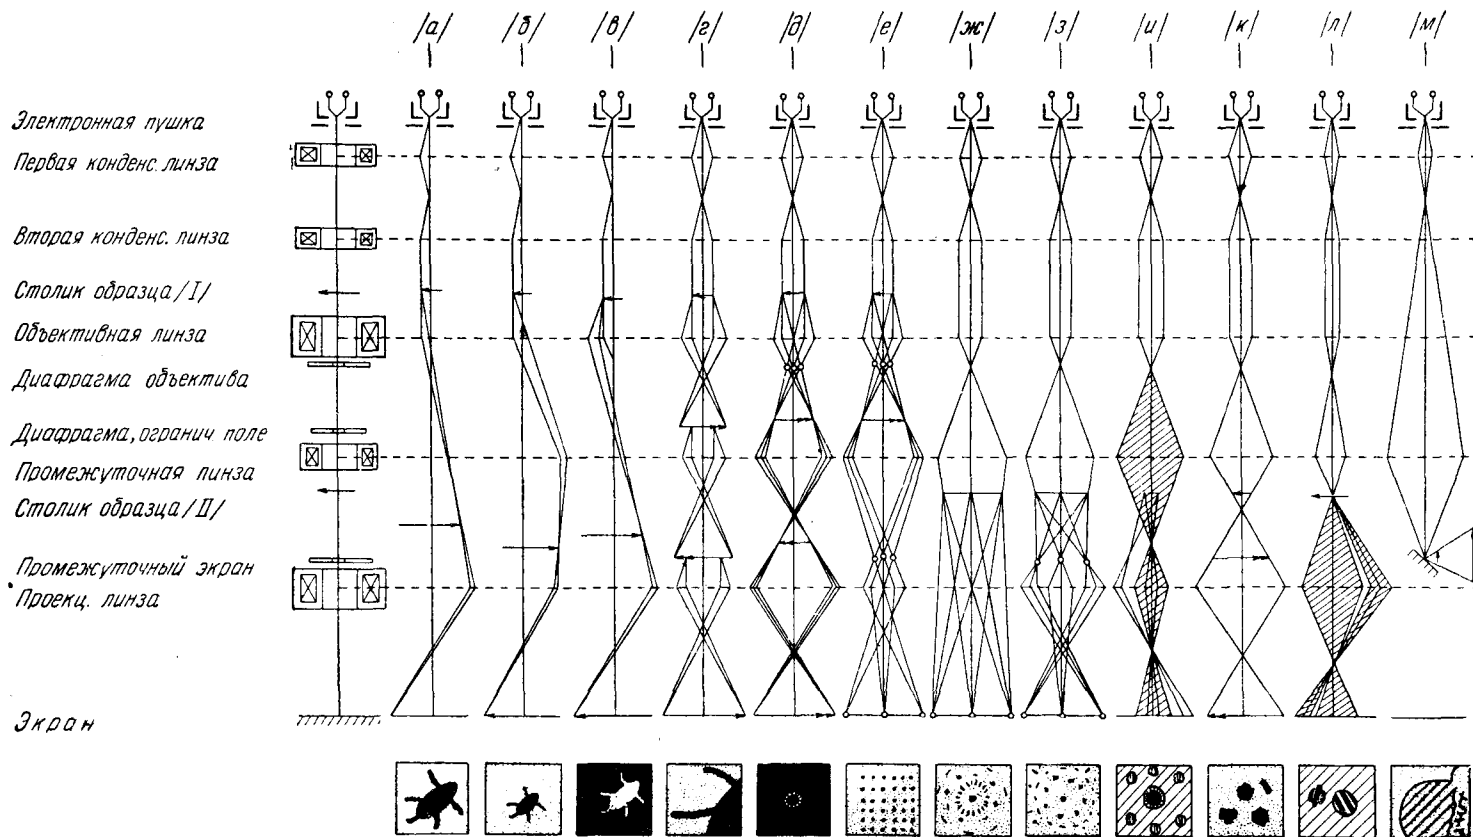 /а/ /б/ /в/ /г/ /д/ /е/ /ж/ /з/ /и/ /к/ /л/ /м/
Электронная пушка
Первая конденс. линза
Вторая конденс. линза
Столик образца /I/
Объективная линза
Диафрагма объектива
Диафрагма, огранич. поле
Промежуточная линза
Столик образца /II/
Промежуточный экран
Проекц. линза
Экран